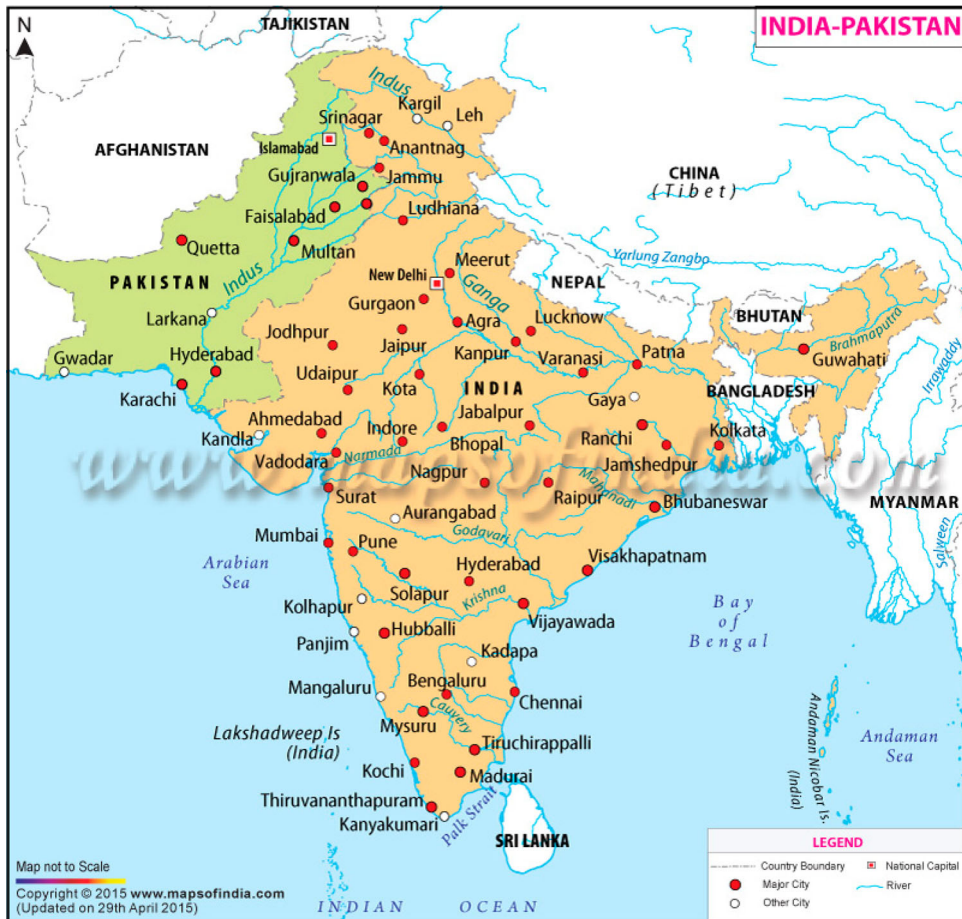 N
TAJIKISTAN
INDIA-PAKISTAN
Indus
Kargil
Leh
Srinagar
Islamabad
Anantnag
AFGHANISTAN
Gujranwala
Jammu
CHINA
(Tibet)
Faisalabad
Ludhiana
Quetta
Multan
Meerut
Yarlung Zangbo
PAKISTAN
Indus
New Delhi
Ganga
NEPAL
Gurgaon
Larkana
Agra
Lucknow
BHUTAN
Brahmaputra
Jodhpur
Jaipur
Kanpur
Varanasi
Patna
Guwahati
Irrawaddy
Gwadar
Hyderabad
Udaipur
Kota
INDIA
BANGLADESH
Karachi
Gaya
Ahmedabad
Indore
Jabalpur
Kandla
Bhopal
Ranchi
Kolkata
Vadodara
Narmada
Jamshedpur
www.mapsofindia.com
Nagpur
Mahanadi
Surat
Raipur
Bhubaneswar
MYANMAR
Aurangabad
Salween
Mumbai
Pune
Godavari
Arabian
Sea
Hyderabad
Visakhapatnam
Solapur
Krishna
Kolhapur
Vijayawada
Bay
of
Bengal
Panjim
Hubballi
Kadapa
Mangaluru
Bengaluru
Chennai
Cauvery
Mysuru
Lakshadweep Is
(India)
Tiruchirappalli
Andaman Nicobar Is.
(India)
Andaman
Sea
Kochi
Madurai
Thiruvananthapuram
Kanyakumari
Palk Strait
SRI LANKA
LEGEND
Country Boundary
National Capital
Major City
River
Other City
Map not to Scale
Copyright © 2015 www.mapsofindia.com
(Updated on 29th April 2015)
INDIAN OCEAN